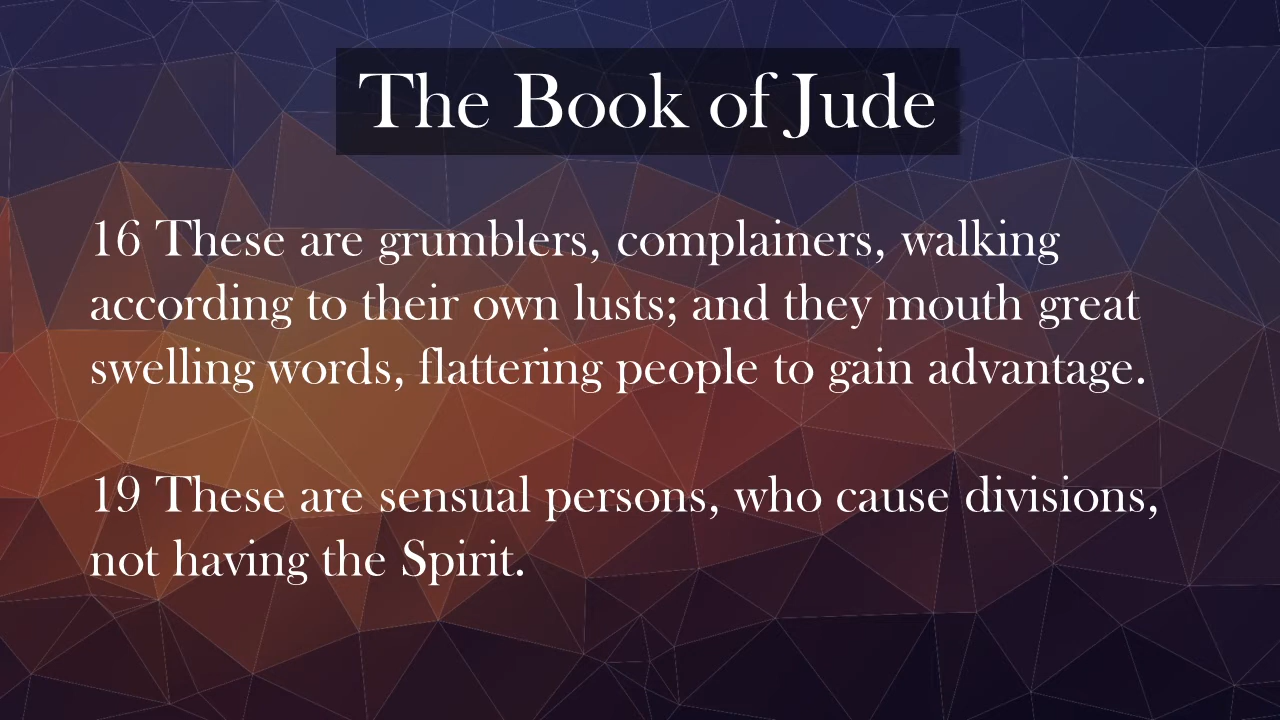 The Book of Jude
16 These are grumblers, complainers, walking
according to their own lusts; and they mouth great
swelling words, flattering people to gain advantage.
19 These are sensual persons, who cause divisions,
not having the Spirit.